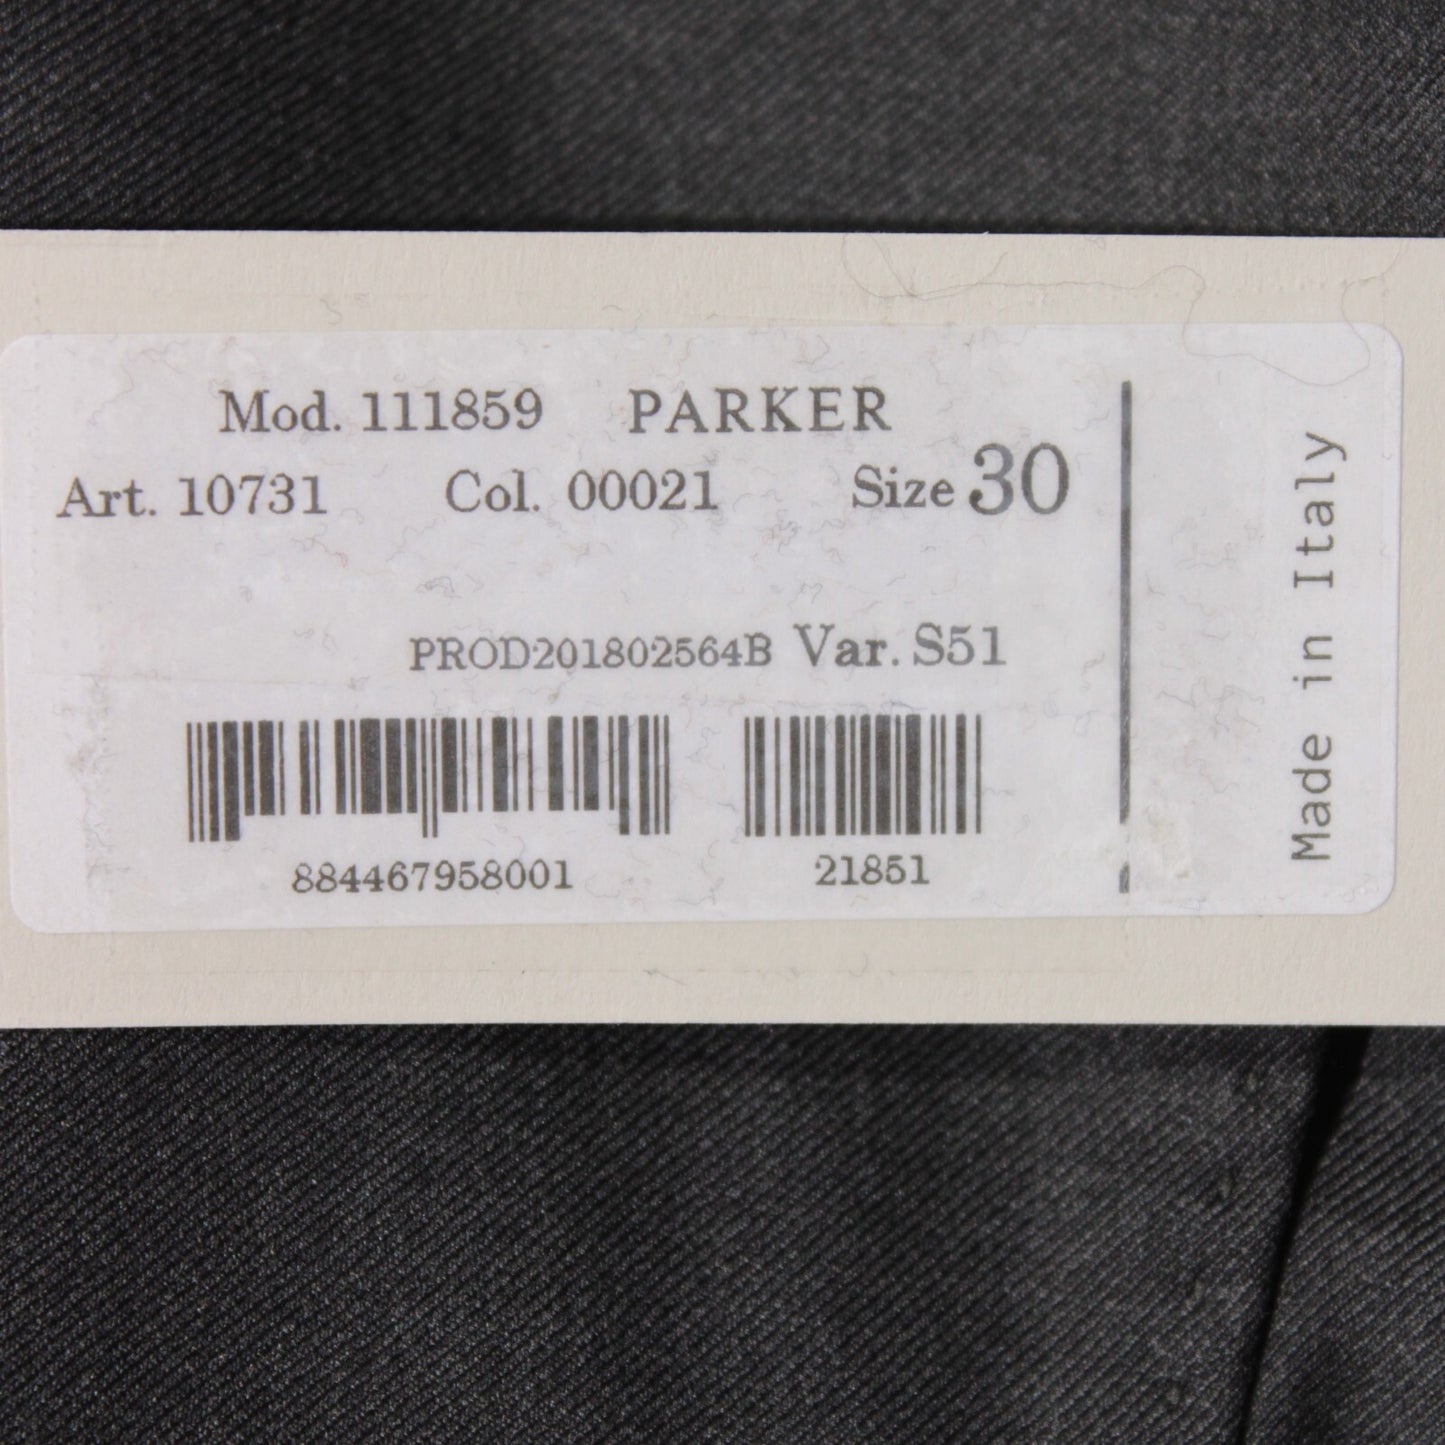 Mod. 111859 PARKER
Art. 10731 Col. 00021 Size 30
PROD201802564B Var. S51
884467958001 21851
Made in Italy